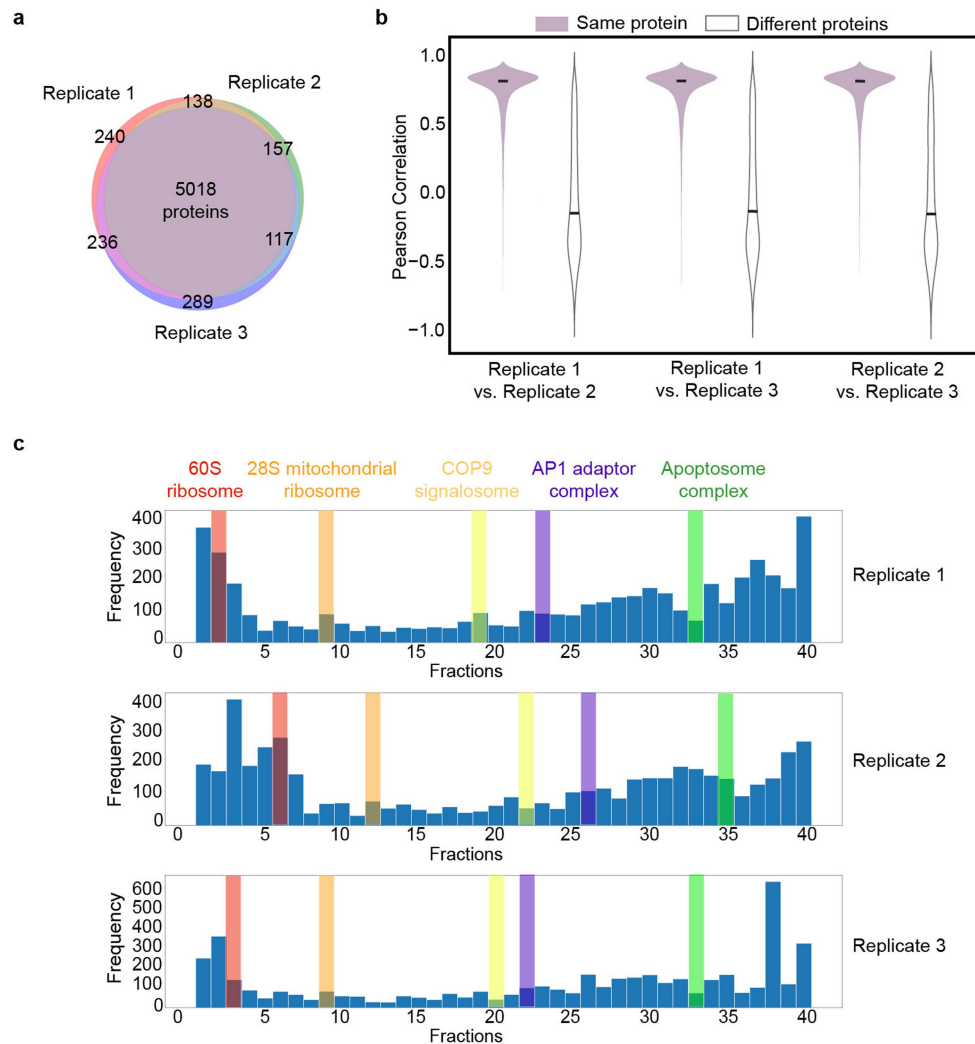 a
Replicate 1
Replicate 2
138
240
157
5018
proteins
236
117
289
Replicate 3
b
Same protein
Different proteins
Pearson Correlation
1.0
0.5
0.0
−0.5
−1.0
Replicate 1
vs. Replicate 2
Replicate 1
vs. Replicate 3
Replicate 2
vs. Replicate 3
c
60S
ribosome
28S mitochondrial
ribosome
COP9
signalosome
AP1 adaptor
complex
Apoptosome
complex
Frequency
400
300
200
100
0
0 5 10 15 20 25 30 35 40
Fractions
Replicate 1
Frequency
400
300
200
100
0
0 5 10 15 20 25 30 35 40
Fractions
Replicate 2
Frequency
600
500
400
300
200
100
0
0 5 10 15 20 25 30 35 40
Fractions
Replicate 3